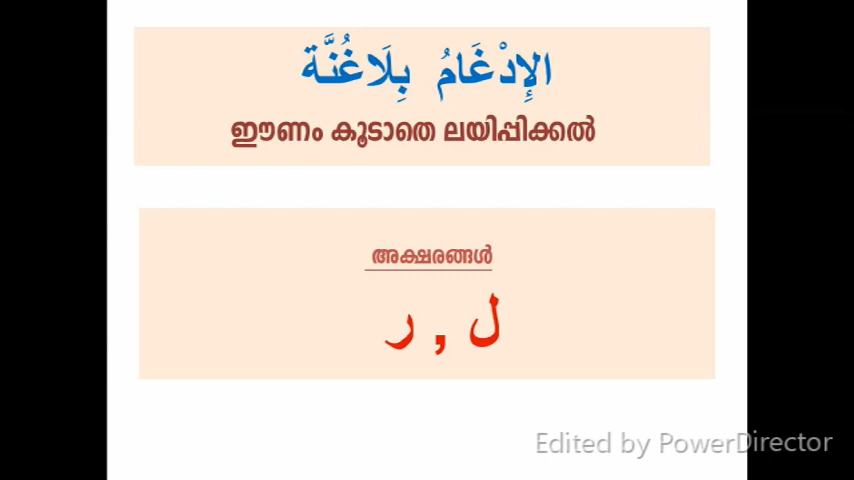 الإِدْغَامُ بِلَاغُنَّة
ഈണം കൂടാതെ ലയിപ്പിക്കൽ
അക്ഷരങ്ങൾ
ل , ر
Edited by PowerDirector